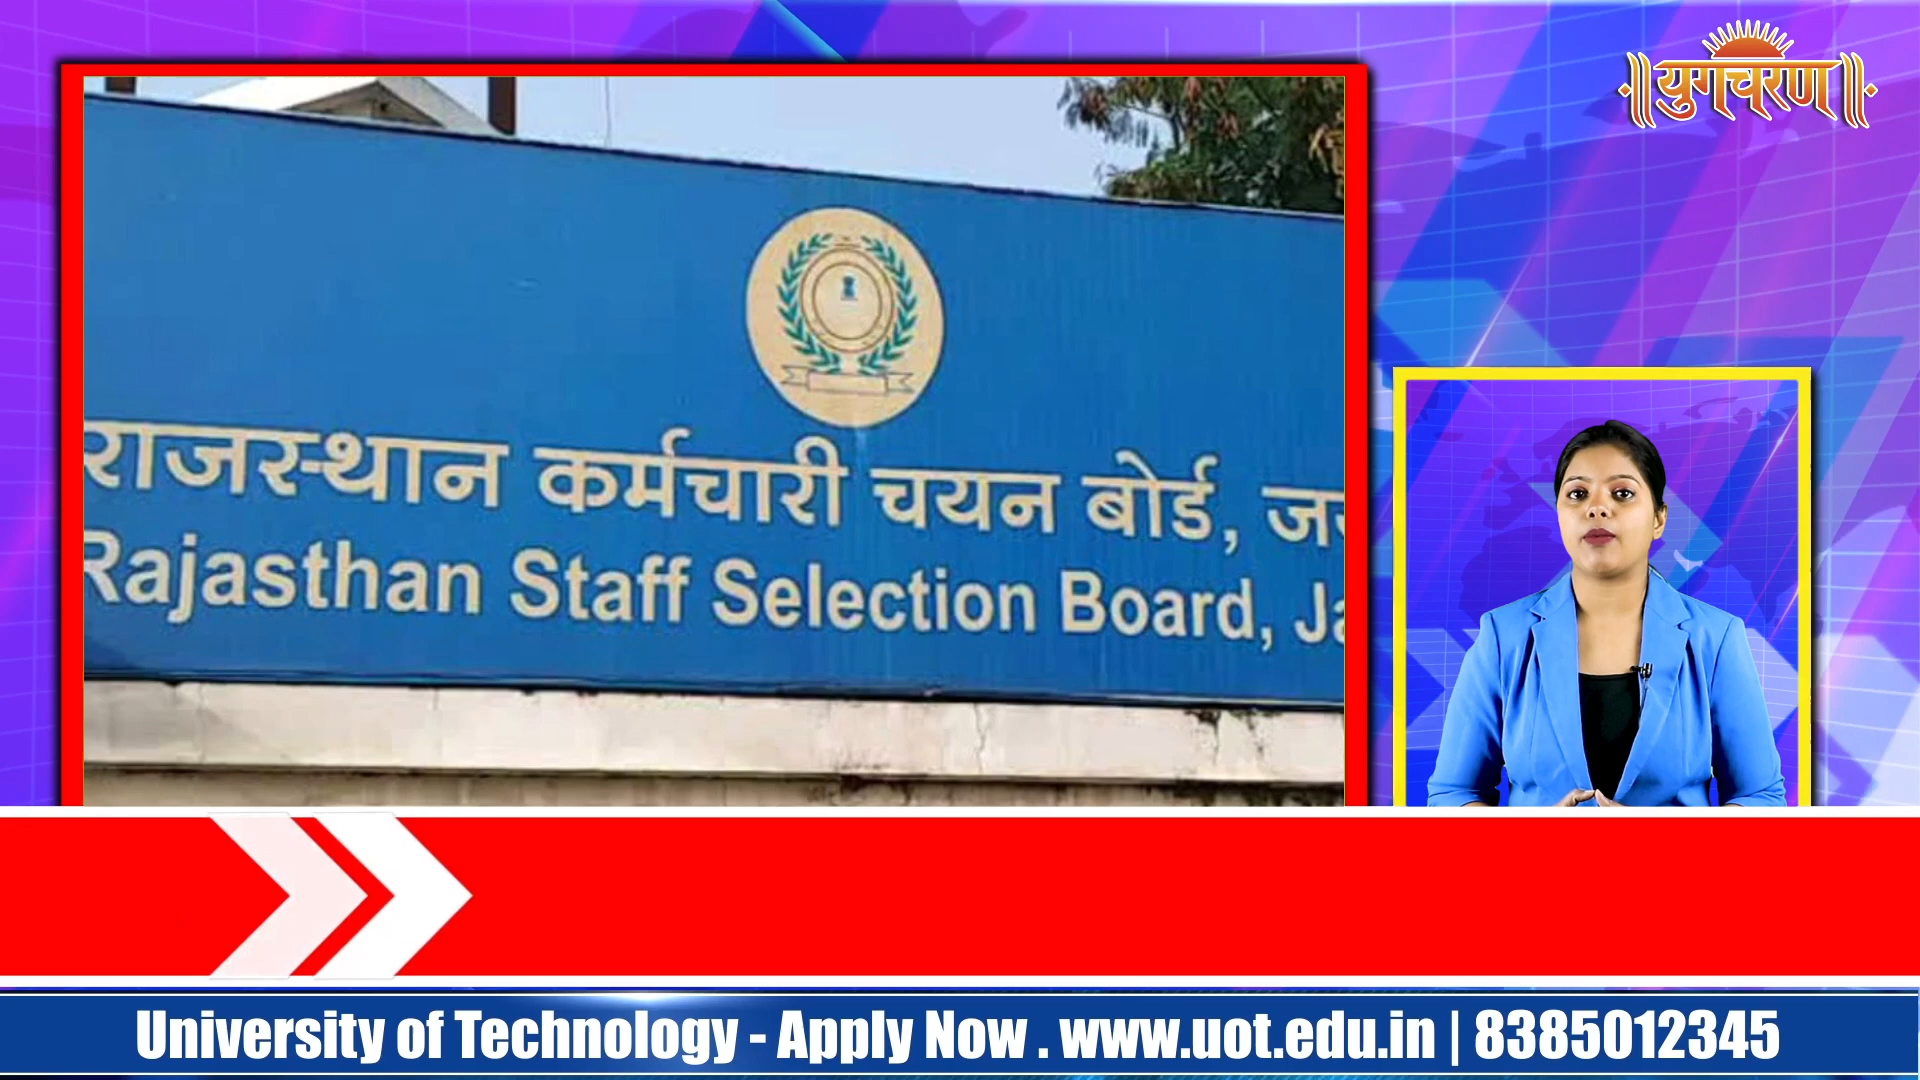 ॥युगचरण॥
राजस्थान कर्मचारी चयन बोर्ड,
Rajasthan Staff Selection Board,
University of Technology - Apply Now . www.uot.edu.in | 8385012345